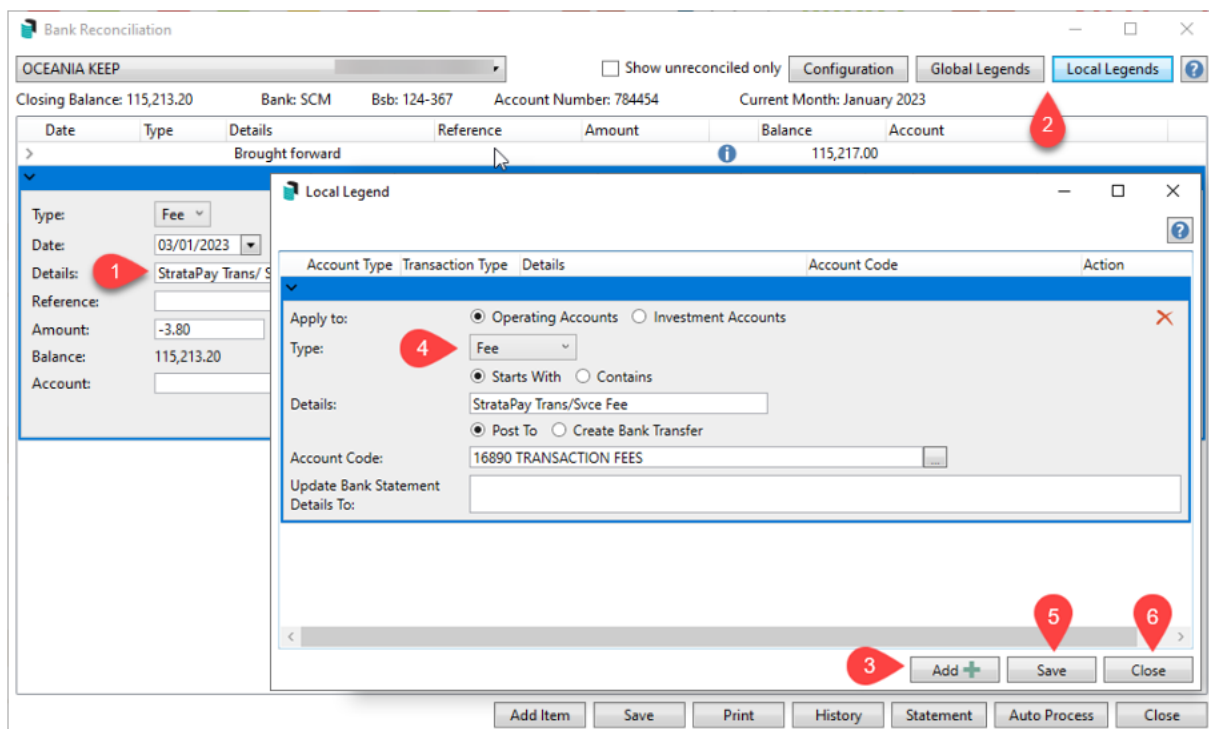 Bank Reconciliation
OCEANIA KEEP Show unreconciled only Configuration Global Legends Local Legends ?
Closing Balance: 115,213.20 Bank: SCM Bsb: 124-367 Account Number: 784454 Current Month: January 2023
2
Date Type Details Reference Amount Balance Account
Brought forward i 115,217.00
Local Legend
?
Type: Fee
Date: 03/01/2023
Details: 1 StrataPay Trans/ S
Reference:
Amount: -3.80
Balance: 115,213.20
Account:
Account Type Transaction Type Details Account Code Action
Apply to: Operating Accounts Investment Accounts
Type: 4 Fee
Starts With Contains
Details: StrataPay Trans/Svce Fee
Post To Create Bank Transfer
Account Code: 16890 TRANSACTION FEES ...
Update Bank Statement
Details To:
5 6
3 Add Save Close
Add Item Save Print History Statement Auto Process Close